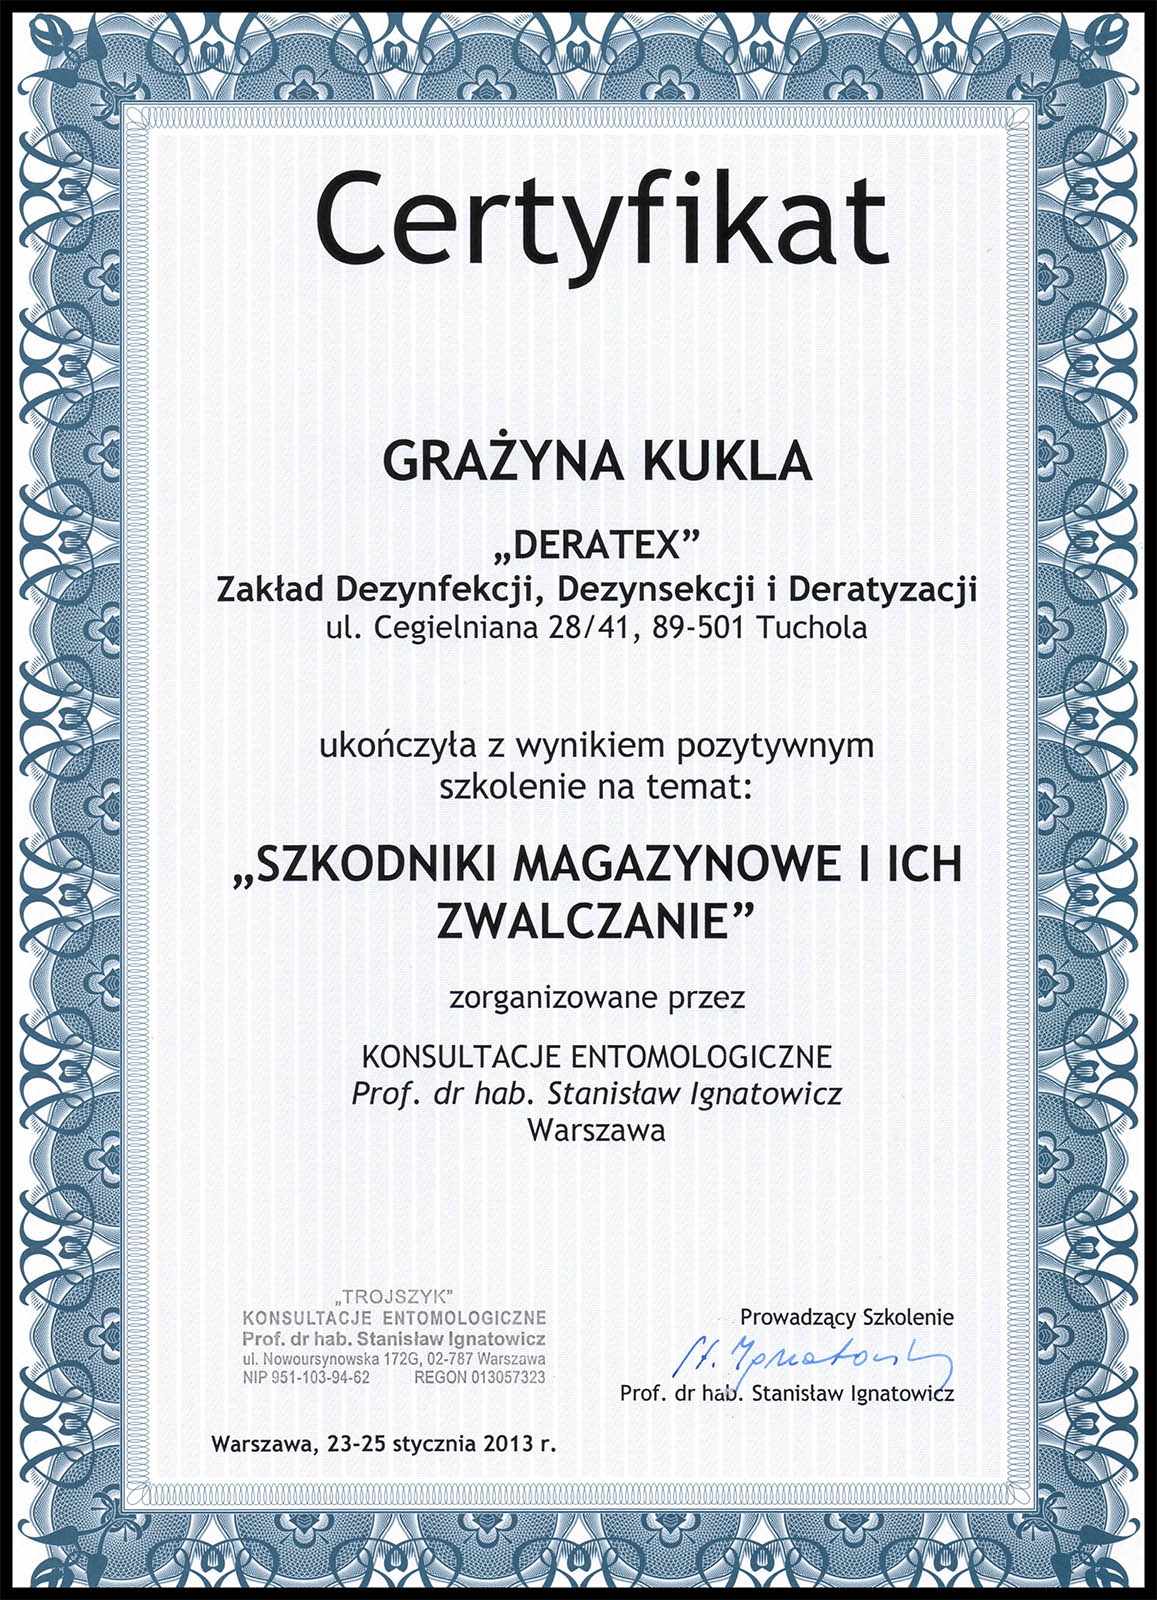 Certyfikat
GRAŻYNA KUKLA
„DERATEX”
Zakład Dezynfekcji, Dezynsekcji i Deratyzacji
ul. Cegielniana 28/41, 89-501 Tuchola
ukończyła z wynikiem pozytywnym
szkolenie na temat:
„SZKODNIKI MAGAZYNOWE I ICH
ZWALCZANIE”
zorganizowane przez
KONSULTACJE ENTOMOLOGICZNE
Prof. dr hab. Stanisław Ignatowicz
Warszawa
„TROJSZYK”
KONSULTACJE ENTOMOLOGICZNE
Prof. dr hab. Stanisław Ignatowicz
ul. Nowoursynowska 172G, 02-787 Warszawa
NIP 951-103-94-62 REGON 013057323
Prowadzący Szkolenie
St. Ignatowicz
Prof. dr hab. Stanisław Ignatowicz
Warszawa, 23-25 stycznia 2013 r.